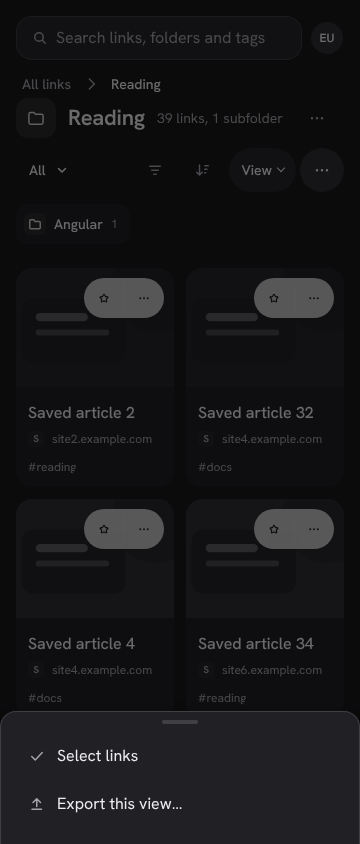 Search links, folders and tags
EU
All links
Reading
Reading
39 links, 1 subfolder
All
View
Angular 1
Saved article 2
S site2.example.com
#reading
Saved article 32
S site4.example.com
#docs
Saved article 4
S site4.example.com
#docs
Saved article 34
S site6.example.com
#reading
Select links
Export this view...